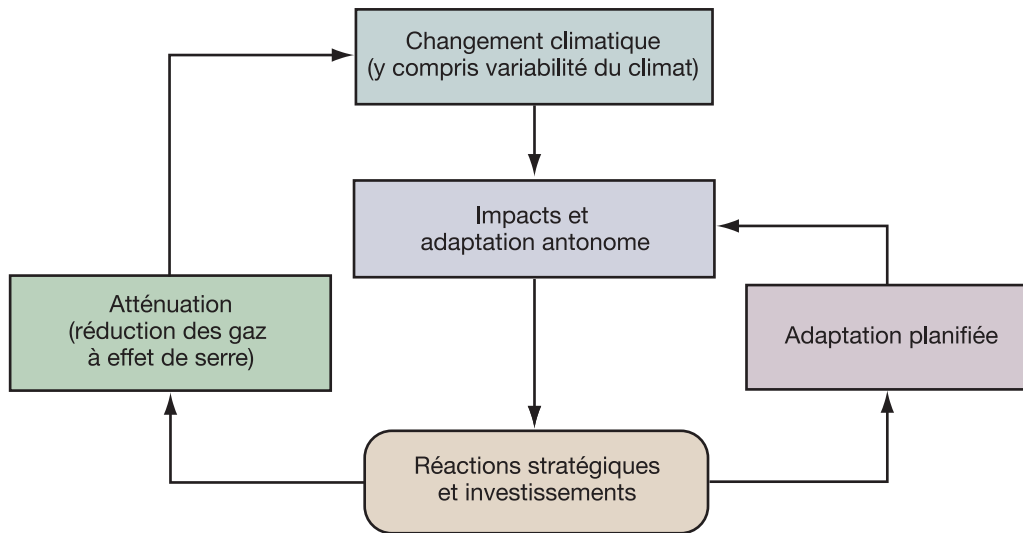 Changement climatique
(y compris variabilité du climat)
Impacts et
adaptation antonome
Atténuation
(réduction des gaz
à effet de serre)
Adaptation planifiée
Réactions stratégiques
et investissements